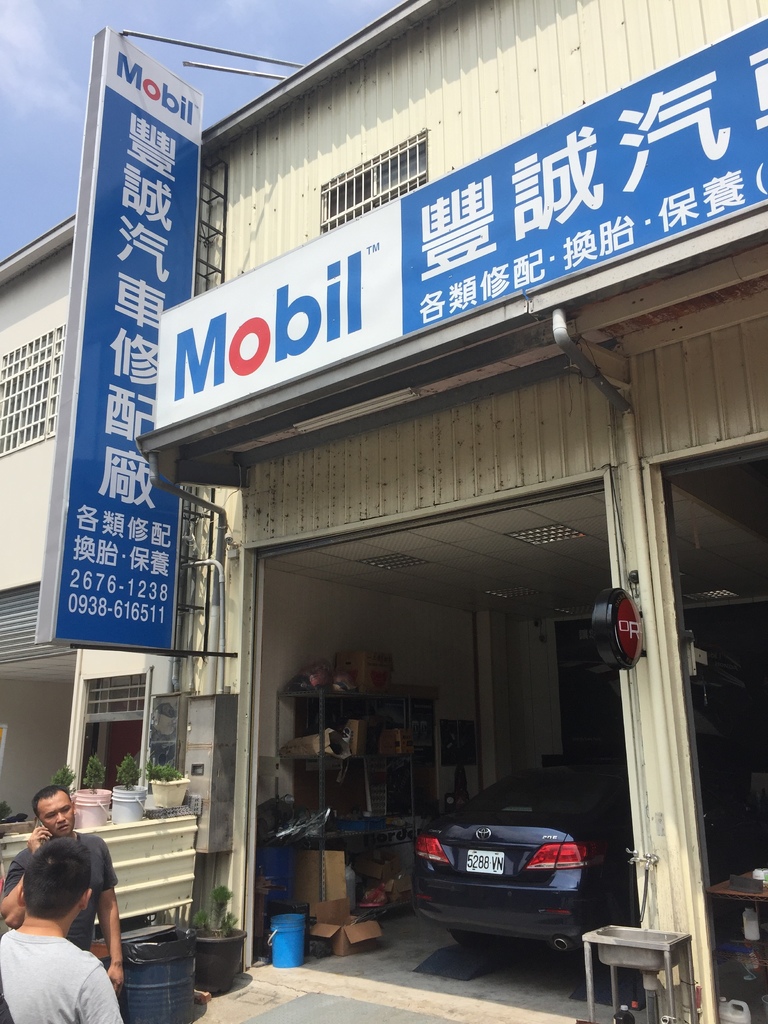 Mobil
豐誠汽車修配廠
各類修配
換胎·保養
2676-1238
0938-616511
Mobil™
豐誠汽
各類修配·換胎·保養(
5288 VN